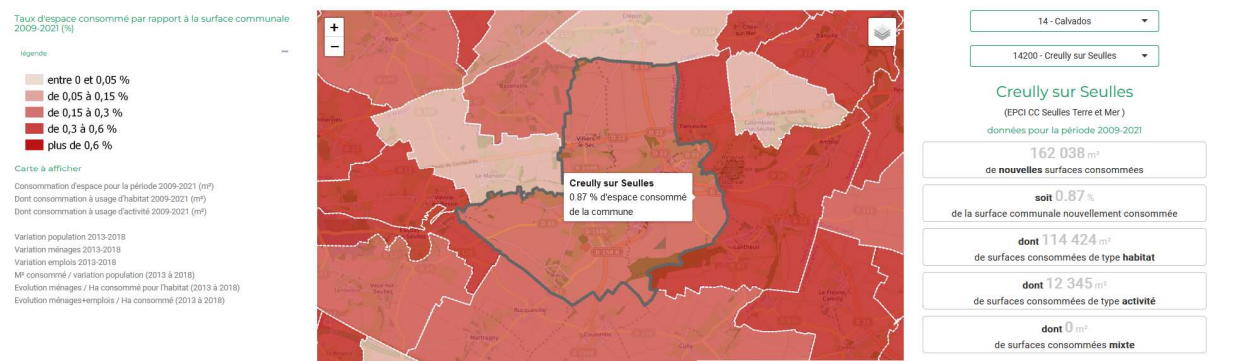 Taux d'espace consommé par rapport à la surface communale
2009-2021 (%)
légende
entre 0 et 0,05 %
de 0,05 à 0,15 %
de 0,15 à 0,3 %
de 0,3 à 0,6 %
plus de 0,6 %
Carte à afficher
Consommation d'espace pour la période 2009-2021 (m²)
Dont consommation à usage d'habitat 2009-2021 (m²)
Dont consommation à usage d'activité 2009-2021 (m²)
Variation population 2013-2018
Variation ménages 2013-2018
Variation emplois 2013-2018
M² consommé / variation population (2013 à 2018)
Evolution ménages / Ha consommé pour l'habitat (2013 à 2018)
Evolution ménages+emplois / Ha consommé (2013 à 2018)
+
−
Creully sur Seulles
0.87 % d'espace consommé
de la commune
14 - Calvados
14200 - Creully sur Seulles
Creully sur Seulles
(EPCI CC Seulles Terre et Mer )
données pour la période 2009-2021
162 038 m²
de nouvelles surfaces consommées
soit 0.87 %
de la surface communale nouvellement consommée
dont 114 424 m²
de surfaces consommées de type habitat
dont 12 345 m²
de surfaces consommées de type activité
dont 0 m²
de surfaces consommées mixte